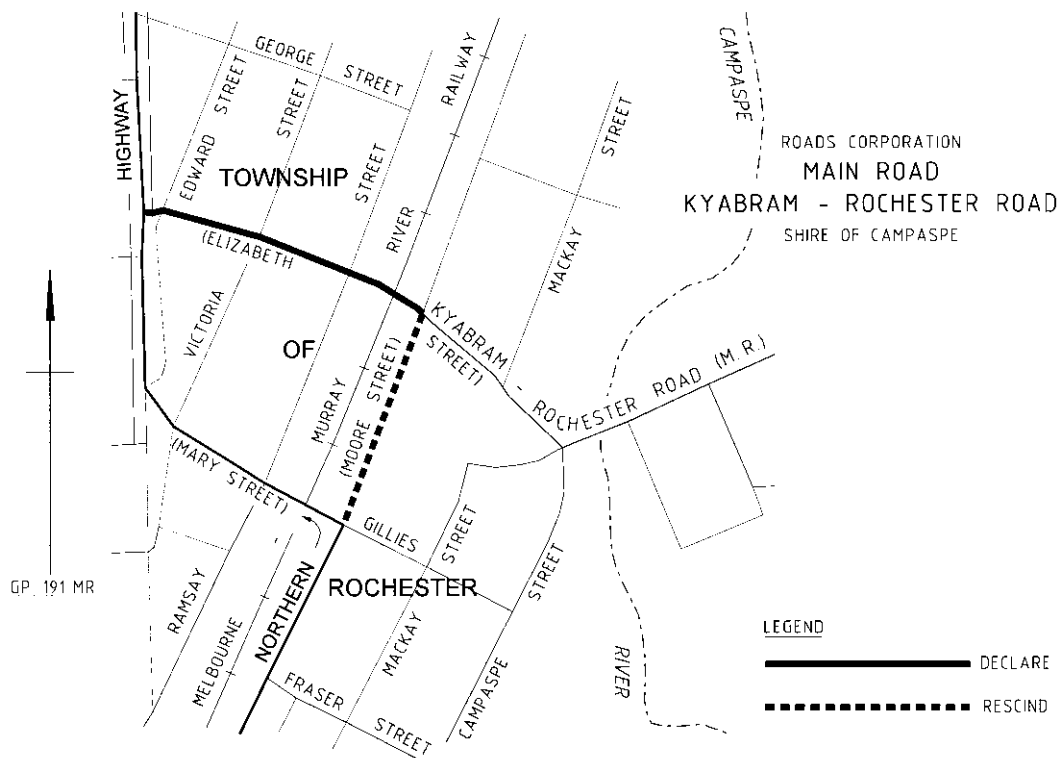 GEORGE STREET
EDWARD STREET
STREET
STREET
RAILWAY
STREET
CAMPASPE
HIGHWAY
TOWNSHIP
ROADS CORPORATION
MAIN ROAD
KYABRAM - ROCHESTER ROAD
SHIRE OF CAMPASPE
(ELIZABETH
RIVER
MACKAY
VICTORIA
OF
KYABRAM - ROCHESTER ROAD (M.R.)
STREET)
MURRAY
(MOORE STREET)
(MARY STREET)
GILLIES
STREET
STREET
GP. 191 MR
RAMSAY
MELBOURNE
NORTHERN
ROCHESTER
MACKAY
CAMPASPE
FRASER STREET
RIVER
LEGEND
DECLARE
RESCIND